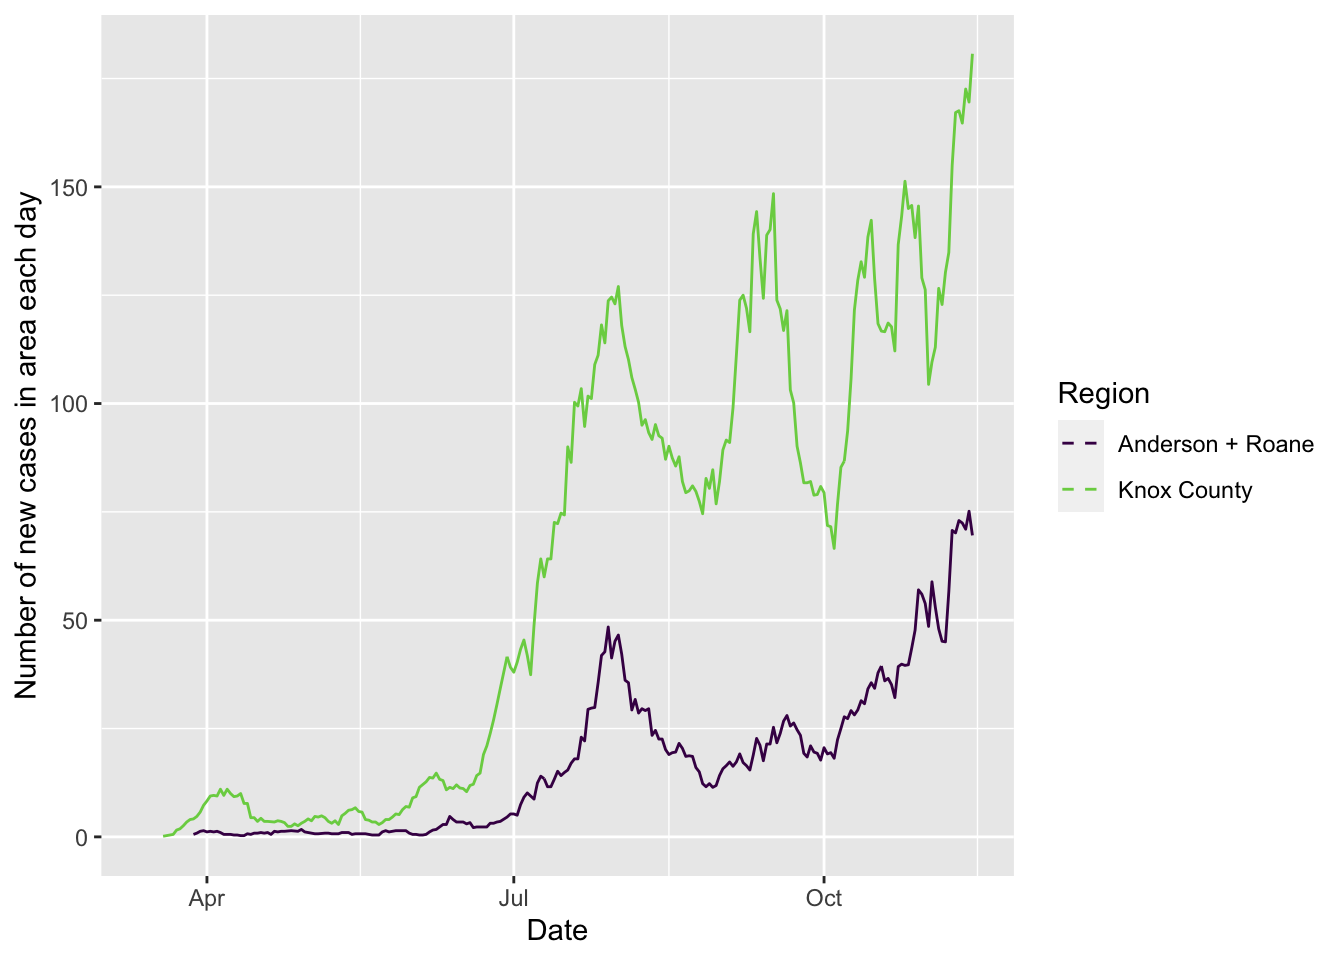 Number of new cases in area each day
150
100
50
0
Apr
Jul
Oct
Date
Region
Anderson + Roane
Knox County